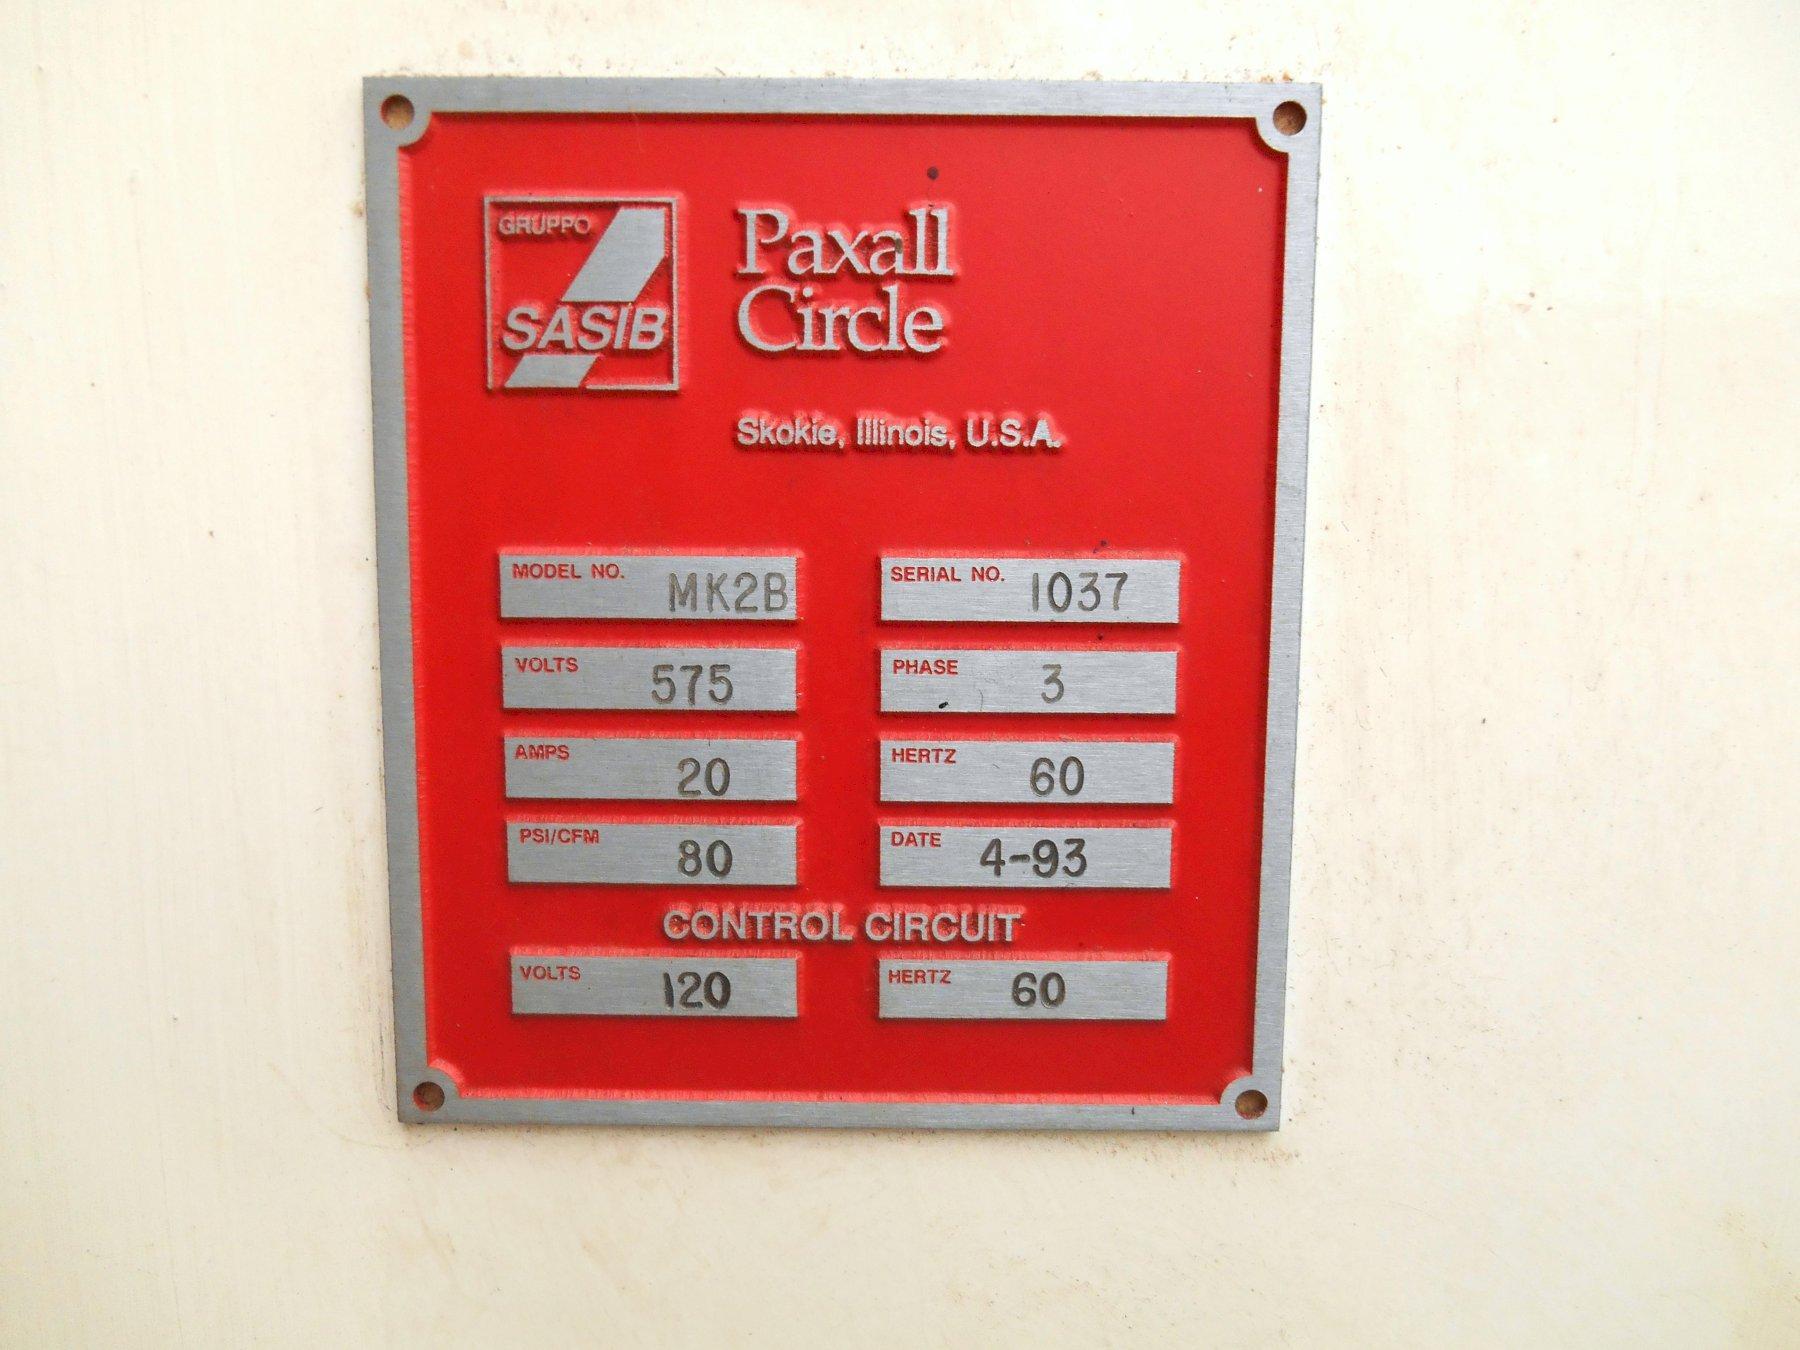 GRUPPO
SASIB
Paxall
Circle
Skokie, Illinois, U.S.A.
MODEL NO. MK2B SERIAL NO. 1037
VOLTS 575 PHASE 3
AMPS 20 HERTZ 60
PSI/CFM 80 DATE 4-93
CONTROL CIRCUIT
VOLTS 120 HERTZ 60